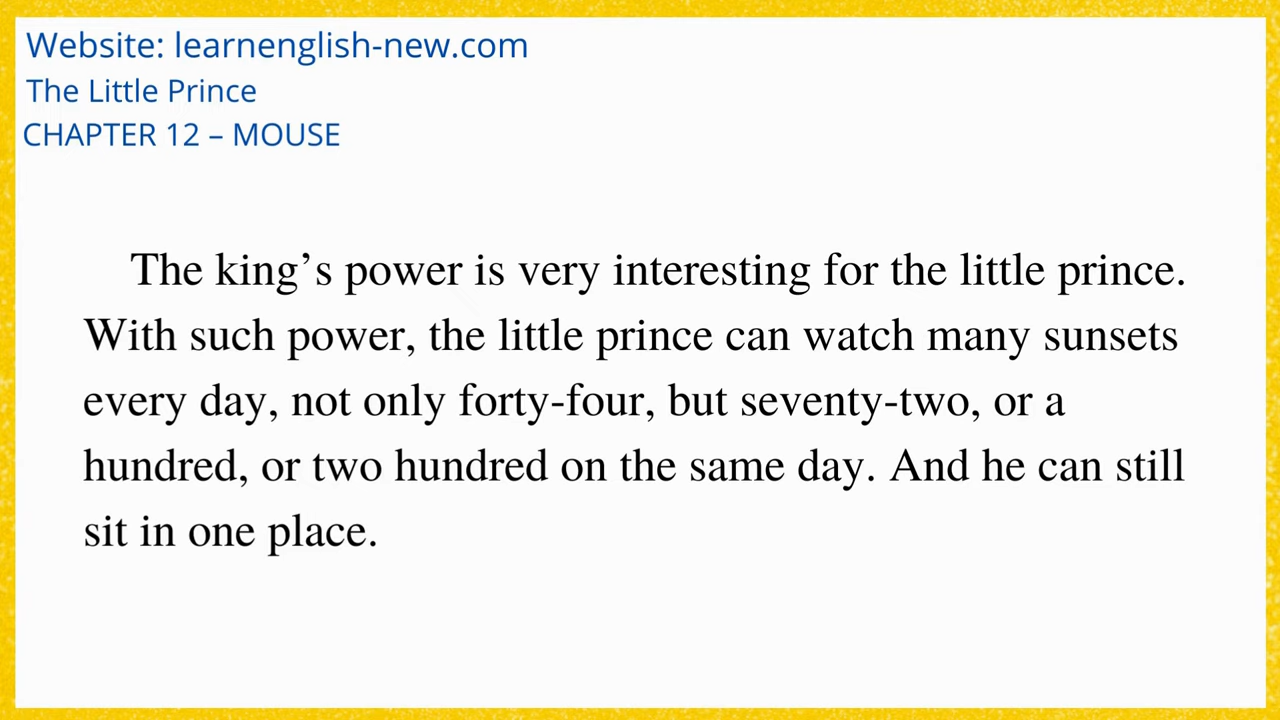 Website: learnenglish-new.com
The Little Prince
CHAPTER 12 – MOUSE
The king’s power is very interesting for the little prince.
With such power, the little prince can watch many sunsets
every day, not only forty-four, but seventy-two, or a
hundred, or two hundred on the same day. And he can still
sit in one place.